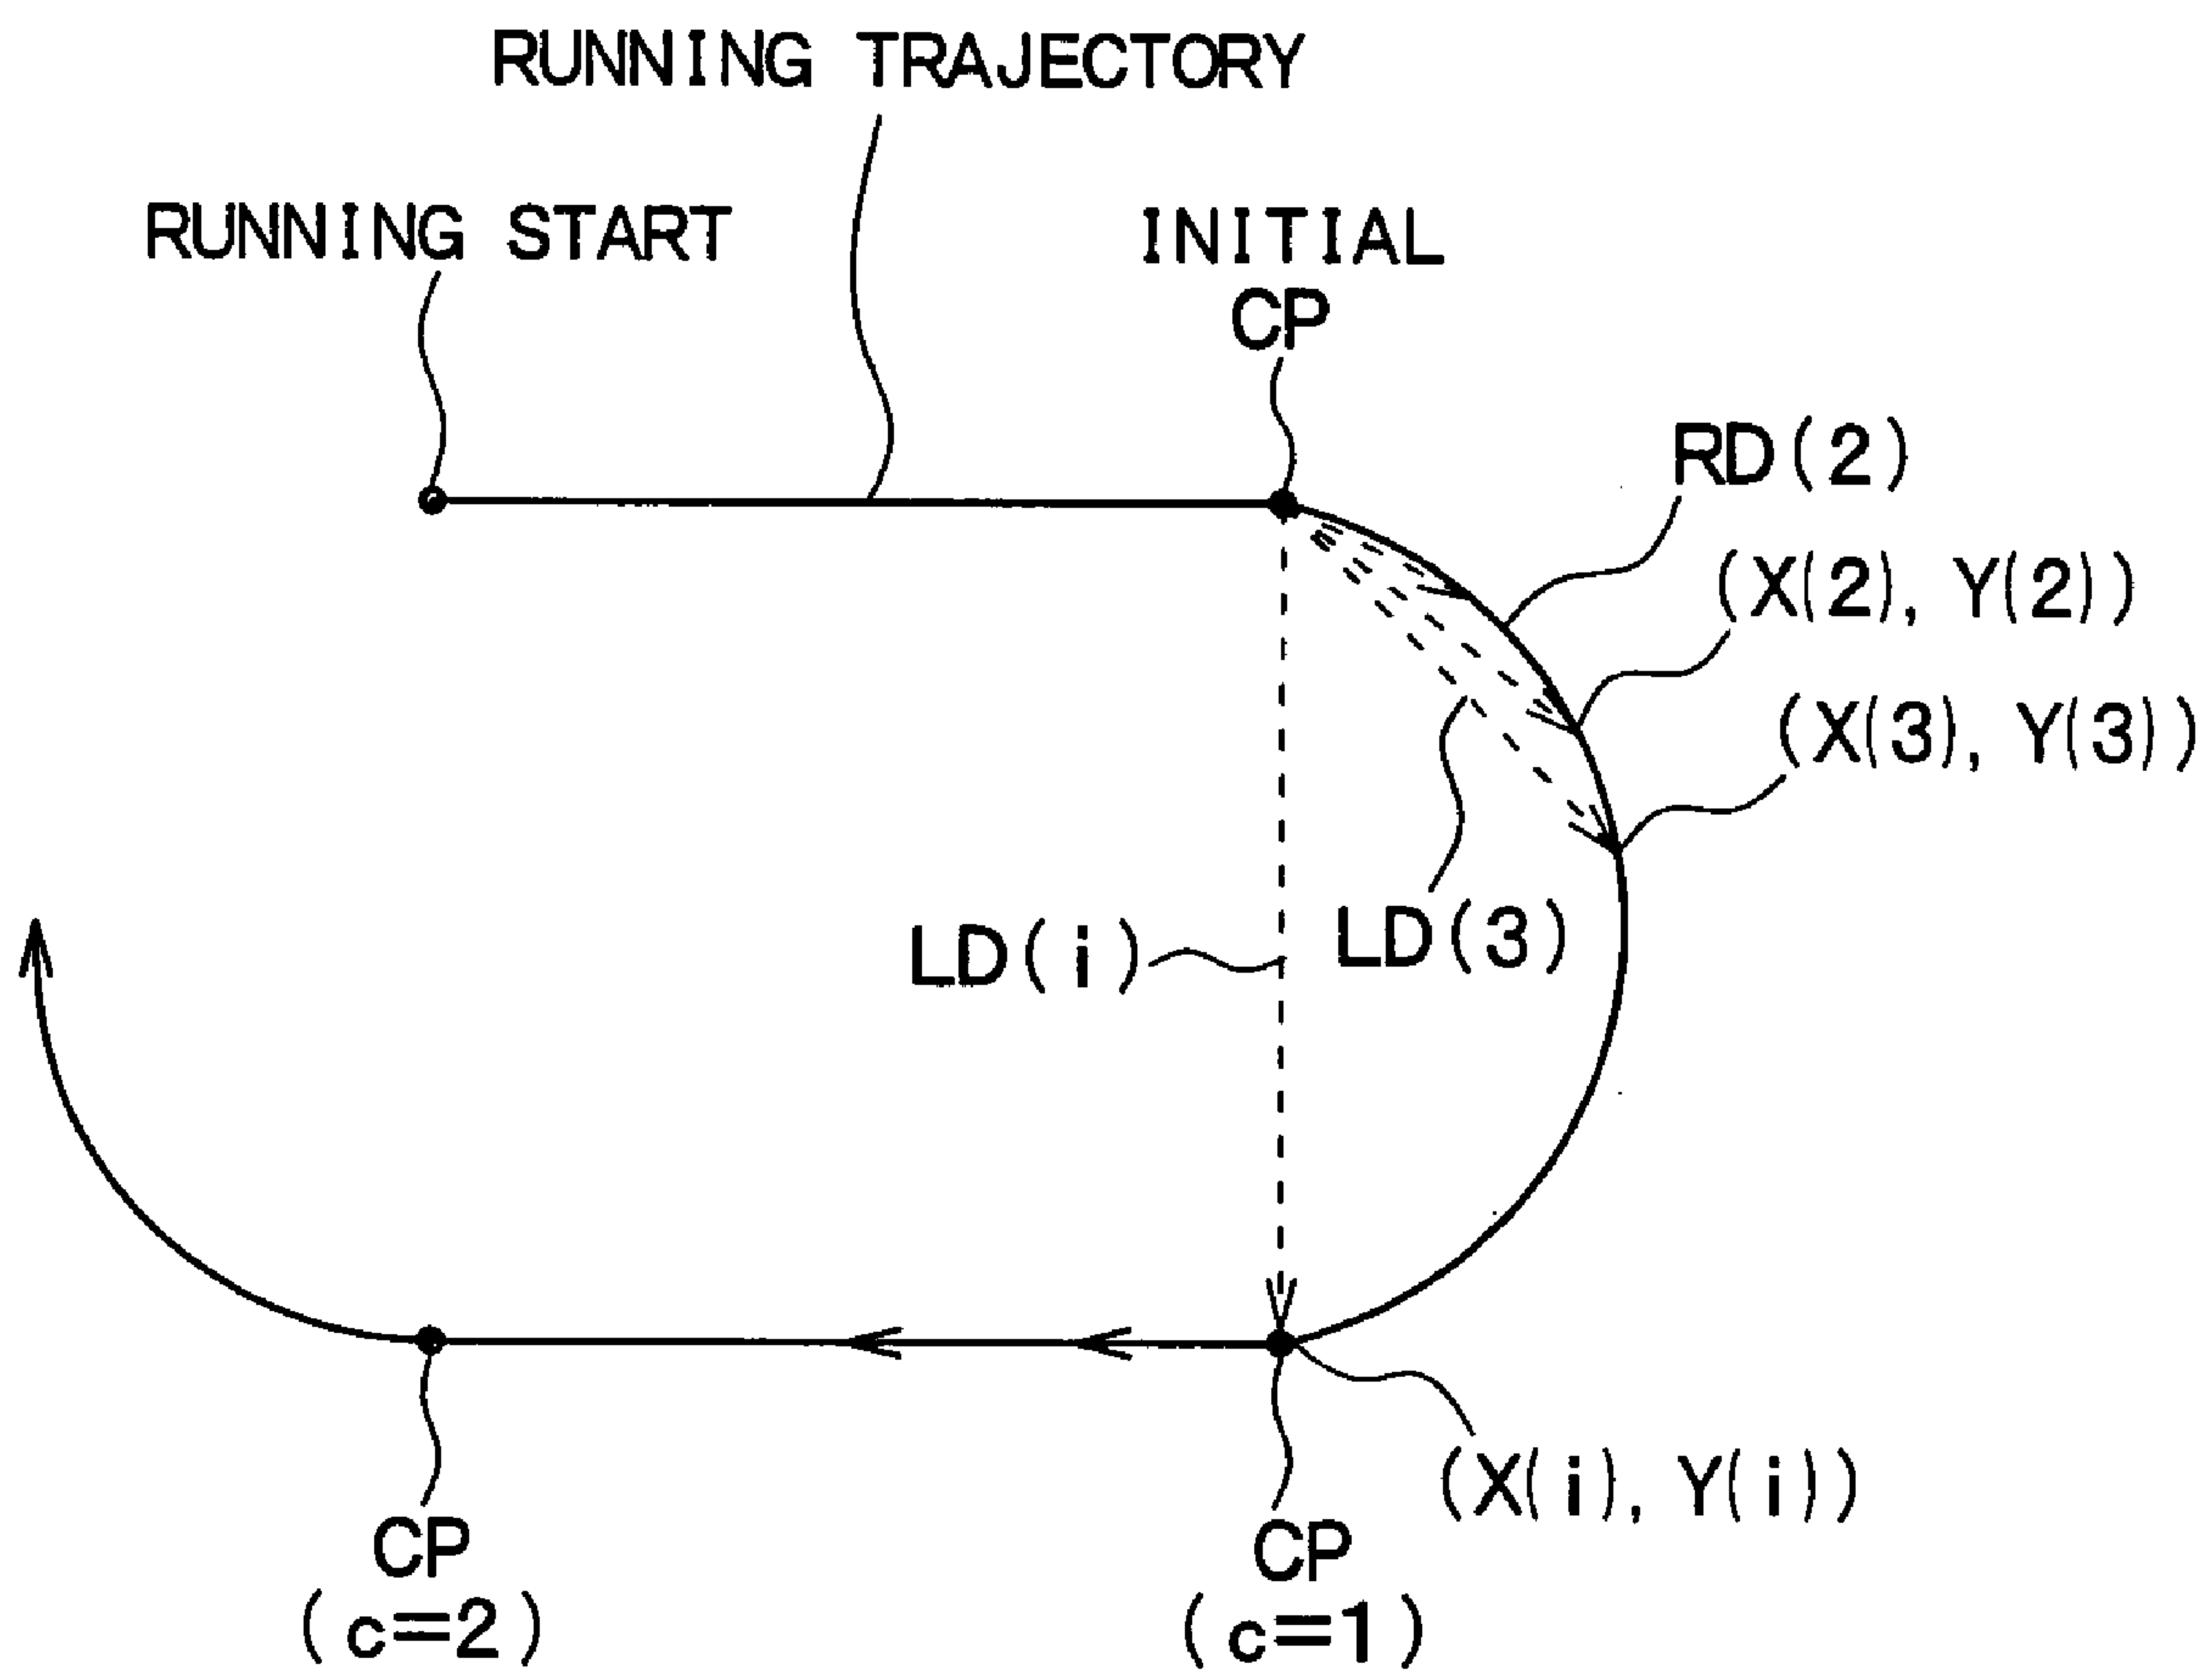 RUNNING TRAJECTORY
RUNNING START
INITIAL
CP
RD(2)
(X(2), Y(2))
(X(3), Y(3))
LD(i)
LD(3)
(X(i), Y(i))
CP
(c=2)
CP
(c=1)